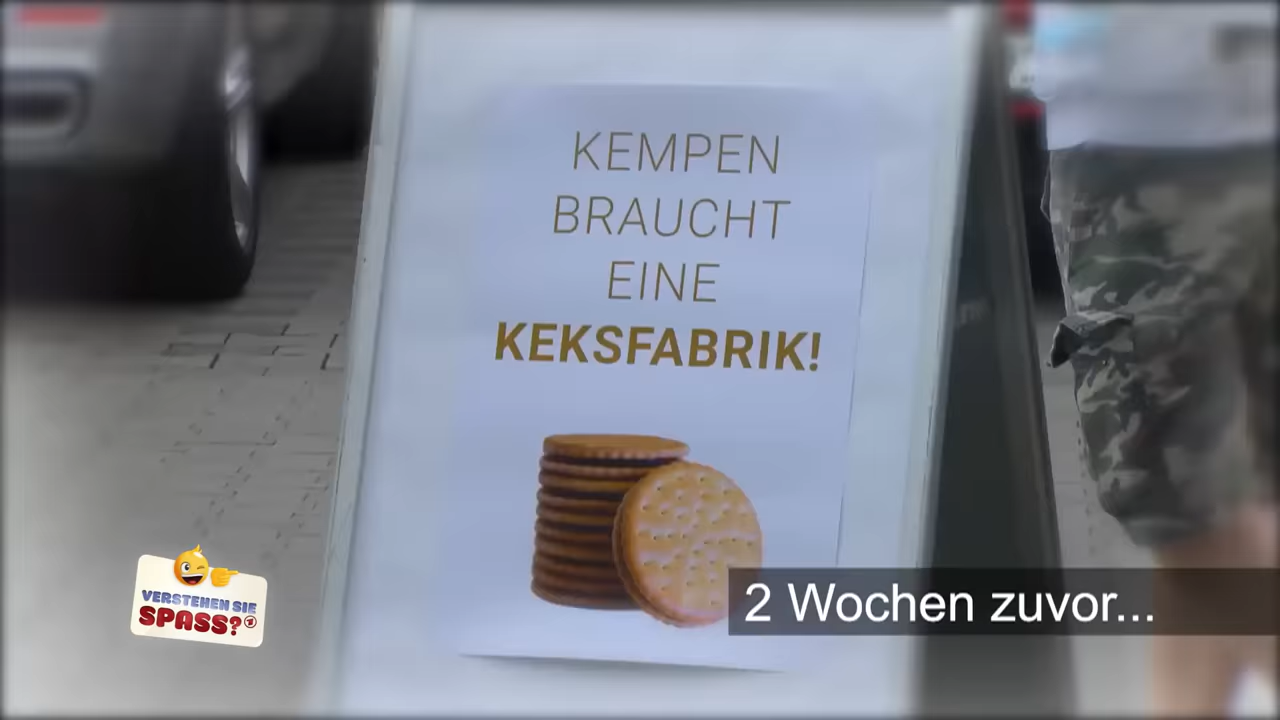 KEMPEN
BRAUCHT
EINE
KEKSFABRIK!
2 Wochen zuvor...
VERSTEHEN SIE
SPASS?